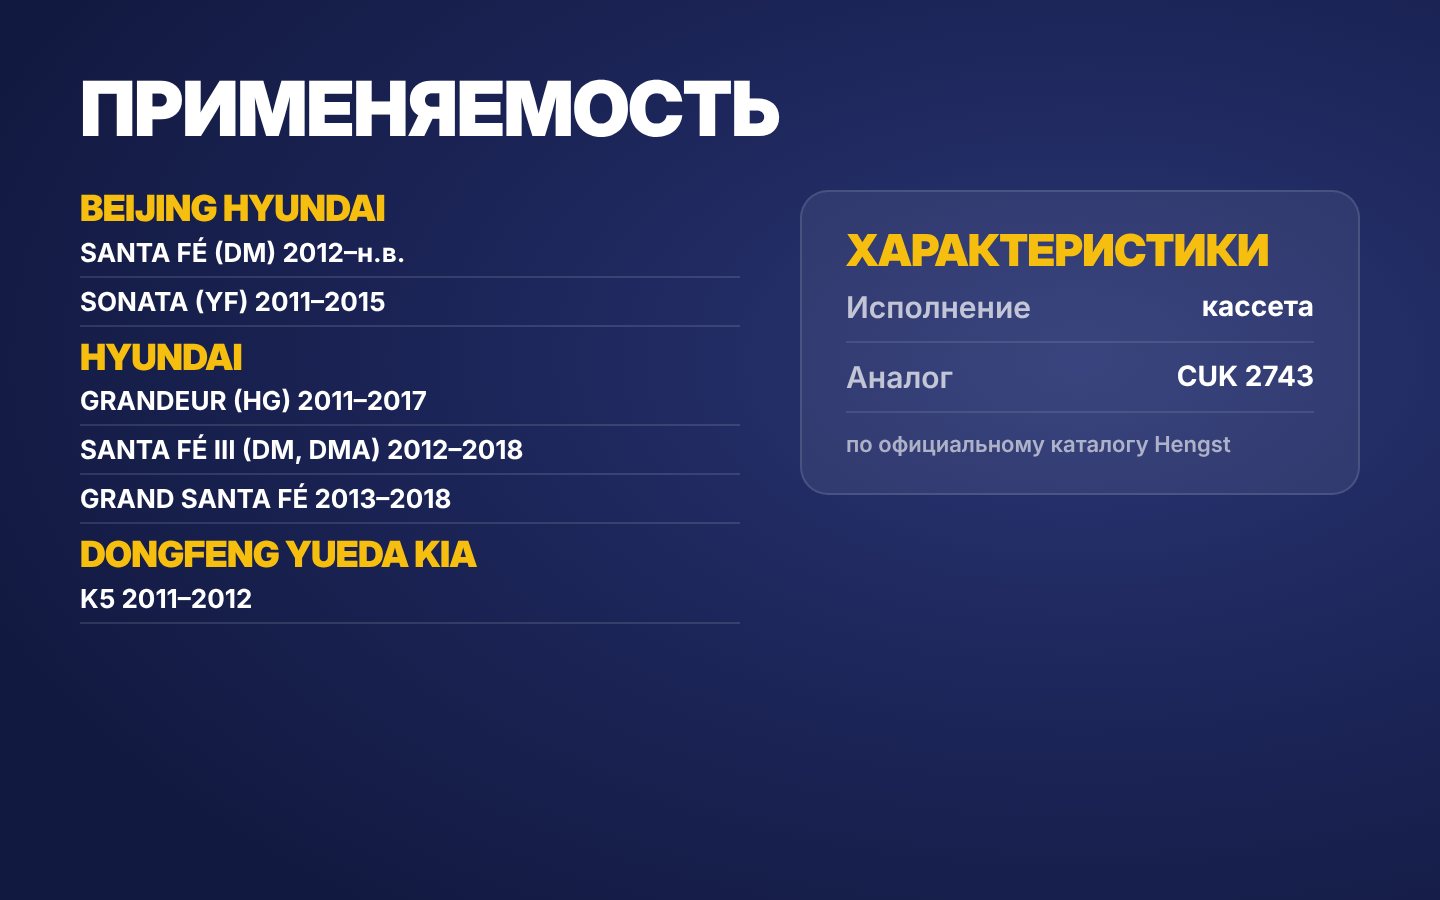 ПРИМЕНЯЕМОСТЬ
BEIJING HYUNDAI
SANTA FÉ (DM) 2012–н.в.
SONATA (YF) 2011–2015
HYUNDAI
GRANDEUR (HG) 2011–2017
SANTA FÉ III (DM, DMA) 2012–2018
GRAND SANTA FÉ 2013–2018
DONGFENG YUEDA KIA
K5 2011–2012
ХАРАКТЕРИСТИКИ
Исполнение кассета
Аналог CUK 2743
по официальному каталогу Hengst